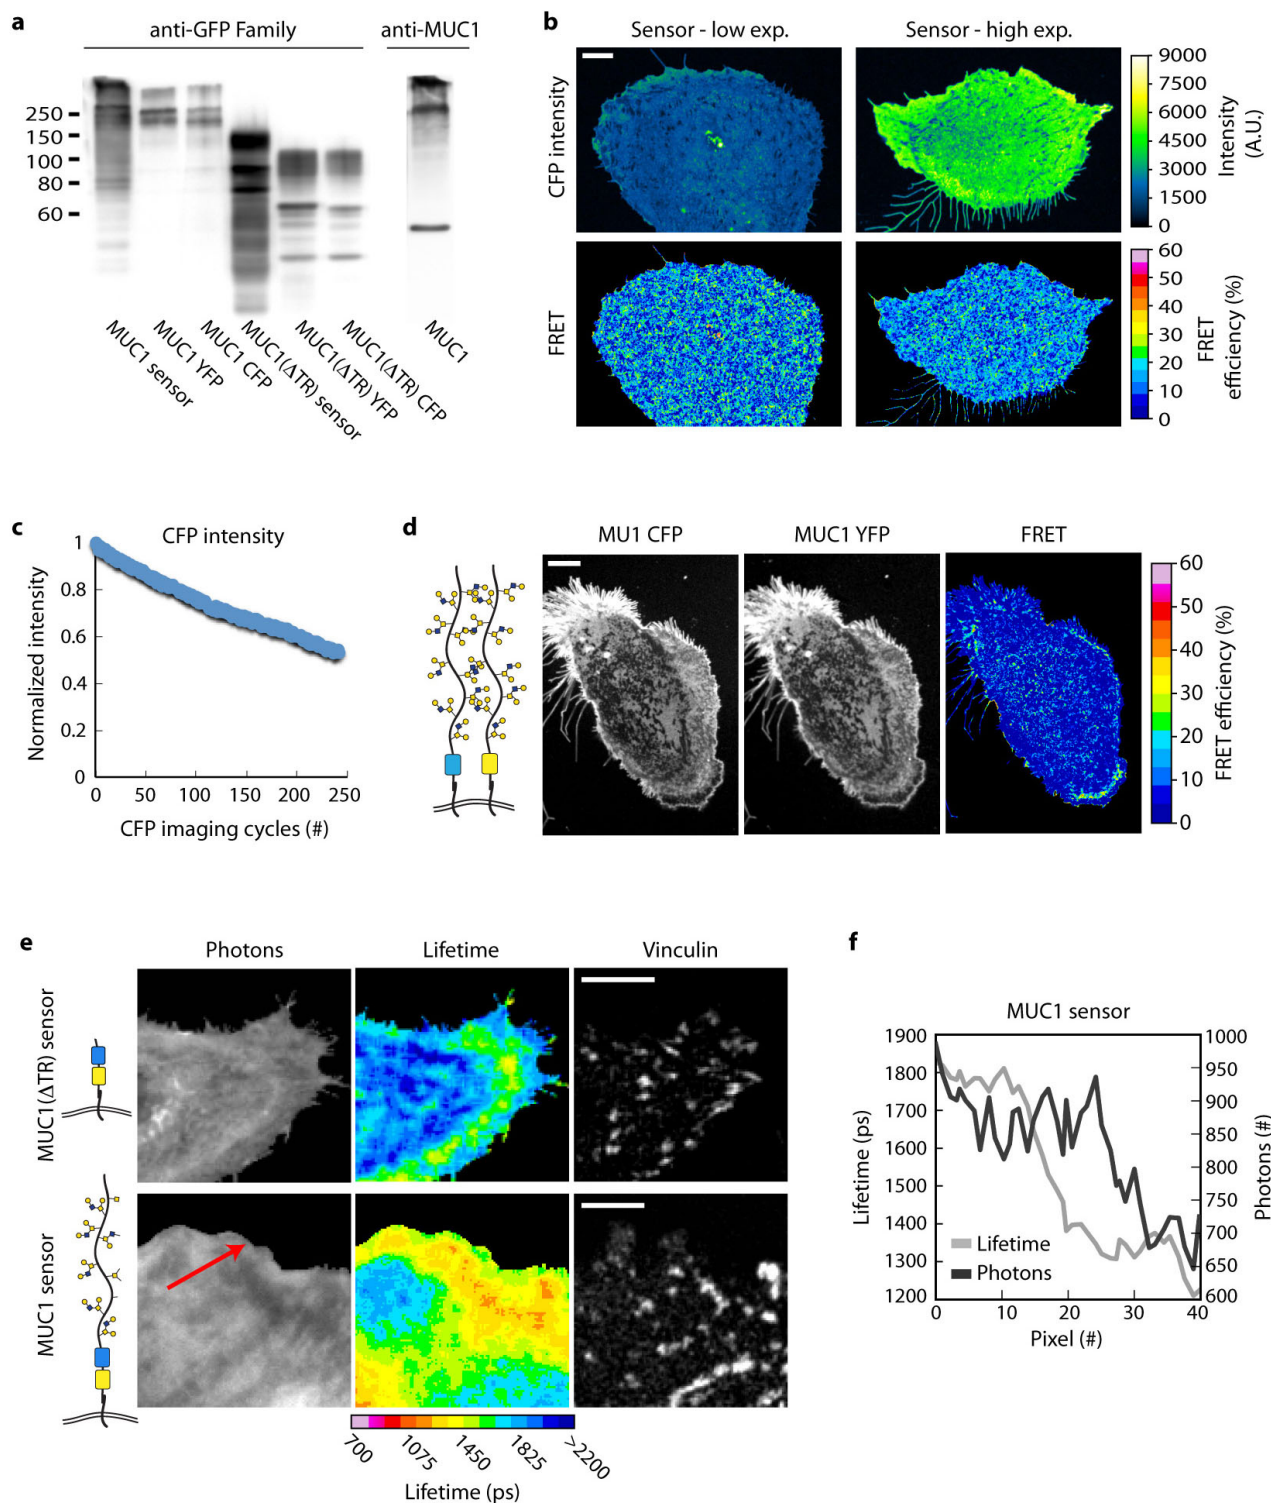 a
anti-GFP Family
anti-MUC1
250
150
100
80
60
MUC1 sensor
MUC1 YFP
MUC1 CFP
MUC1(ΔTR) sensor
MUC1(ΔTR) YFP
MUC1(ΔTR) CFP
MUC1
b
Sensor - low exp.
Sensor - high exp.
CFP intensity
9000
7500
6000
4500
3000
1500
0
Intensity
(A.U.)
FRET
60
50
40
30
20
10
0
FRET
efficiency (%)
c
CFP intensity
Normalized intensity
1
0.8
0.6
0.4
0.2
0
0
50
100
150
200
250
CFP imaging cycles (#)
d
MU1 CFP
MUC1 YFP
FRET
60
50
40
30
20
10
0
FRET efficiency (%)
e
Photons
Lifetime
Vinculin
MUC1(ΔTR) sensor
MUC1 sensor
700
1075
1450
1825
>2200
Lifetime (ps)
f
MUC1 sensor
Lifetime (ps)
1900
1800
1700
1600
1500
1400
1300
1200
1000
950
900
850
800
750
700
650
600
Photons (#)
Lifetime
Photons
0
10
20
30
40
Pixel (#)